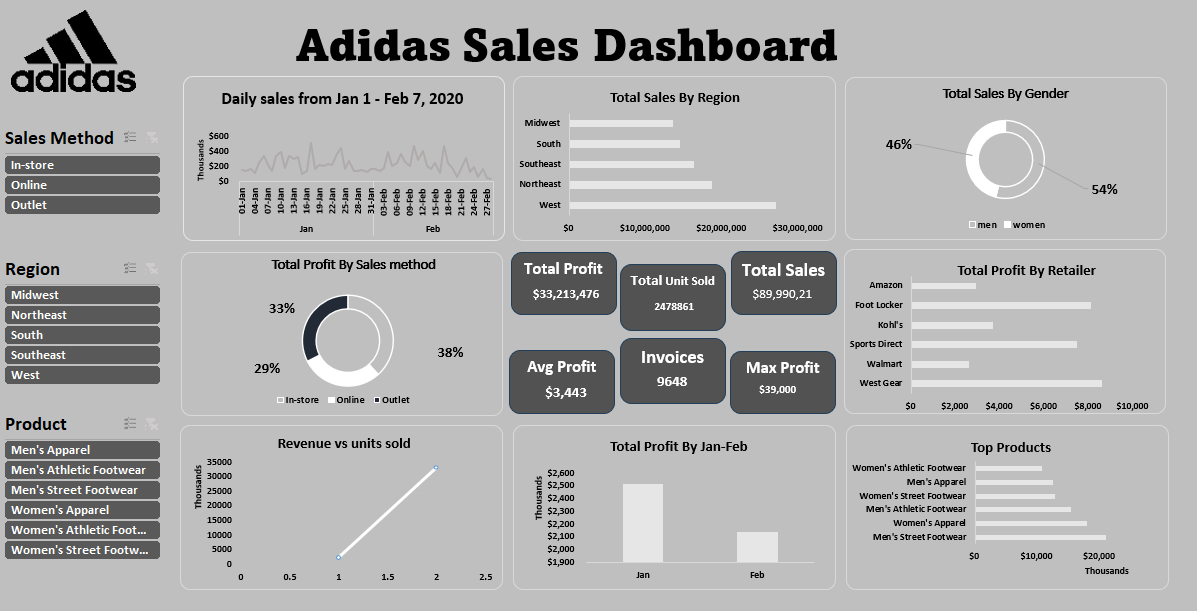 adidas
Adidas Sales Dashboard
Sales Method
In-store
Online
Outlet
Region
Midwest
Northeast
South
Southeast
West
Product
Men's Apparel
Men's Athletic Footwear
Men's Street Footwear
Women's Apparel
Women's Athletic Foot...
Women's Street Footw...
Daily sales from Jan 1 - Feb 7, 2020
Thousands
$600
$400
$200
$0
01-Jan
04-Jan
07-Jan
10-Jan
13-Jan
16-Jan
19-Jan
22-Jan
25-Jan
28-Jan
31-Jan
03-Feb
06-Feb
09-Feb
12-Feb
15-Feb
18-Feb
21-Feb
24-Feb
27-Feb
Jan Feb
Total Sales By Region
Midwest
South
Southeast
Northeast
West
$0 $10,000,000 $20,000,000 $30,000,000
Total Sales By Gender
46%
54%
men women
Total Profit By Sales method
33%
38%
29%
In-store Online Outlet
Total Profit
$33,213,476
Total Unit Sold
2478861
Total Sales
$89,990,21
Avg Profit
$3,443
Invoices
9648
Max Profit
$39,000
Total Profit By Retailer
Amazon
Foot Locker
Kohl's
Sports Direct
Walmart
West Gear
$0 $2,000 $4,000 $6,000 $8,000 $10,000
Revenue vs units sold
Thousands
35000
30000
25000
20000
15000
10000
5000
0
0 0.5 1 1.5 2 2.5
Total Profit By Jan-Feb
Thousands
$2,600
$2,500
$2,400
$2,300
$2,200
$2,100
$2,000
$1,900
Jan Feb
Top Products
Women's Athletic Footwear
Men's Apparel
Women's Street Footwear
Men's Athletic Footwear
Women's Apparel
Men's Street Footwear
$0 $10,000 $20,000
Thousands